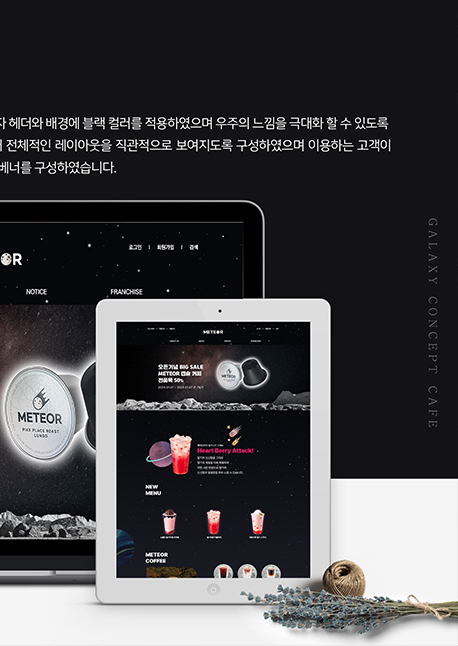 자 헤더와 배경에 블랙 컬러를 적용하였으며 우주의 느낌을 극대화 할 수 있도록
전체적인 레이아웃을 직관적으로 보여지도록 구성하였으며 이용하는 고객이
베너를 구성하였습니다.
로그인 | 회원가입 | 검색
NOTICE FRANCHISE
METEOR
PIKE PLACE ROAST
LUNGO
METEOR
오픈기념 BIG SALE
METEOR 캡슐 커피
전품목 50%
METEOR
Heart Berry Attack!
NEW
MENU
METEOR
COFFEE
GALAXY CONCEPT CAFE